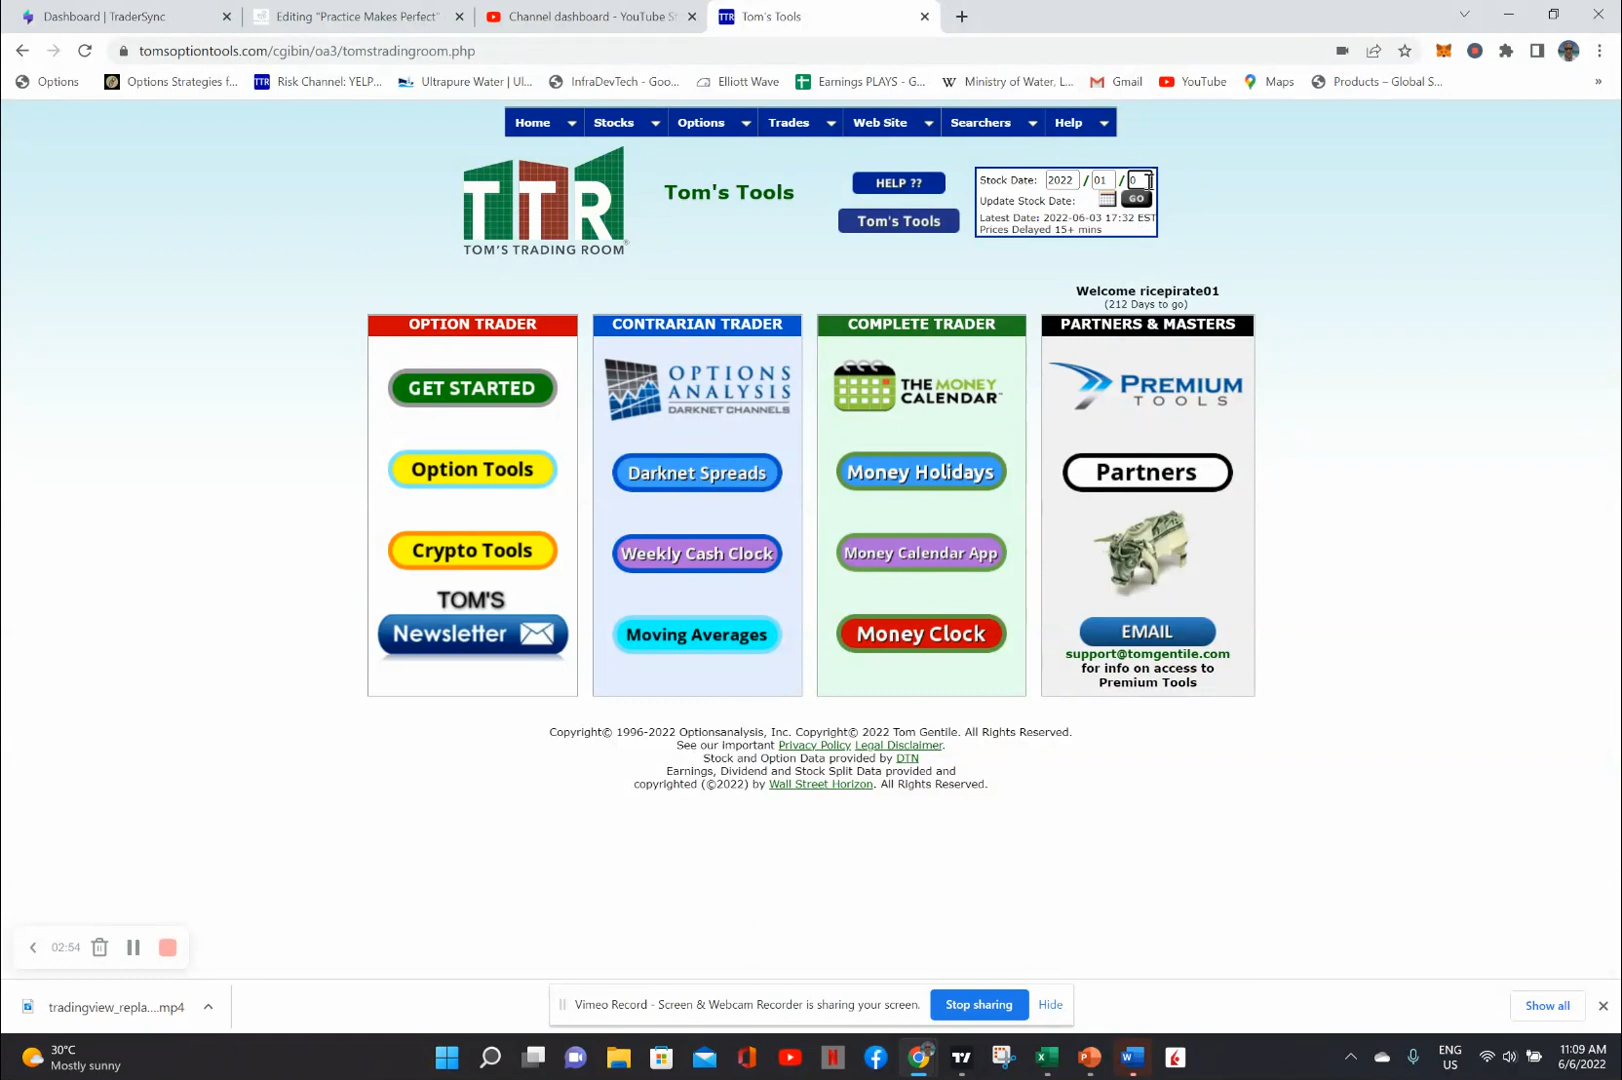 Dashboard | TraderSync
Editing "Practice Makes Perfect"
Channel dashboard - YouTube St
Tom's Tools
tomsoptiontools.com/cgibin/oa3/tomstradingroom.php
Options
Options Strategies f...
TTR
Risk Channel: YELP...
Ultrapure Water | Ul...
InfraDevTech - Goo...
Elliott Wave
Earnings PLAYS - G...
Ministry of Water, I...
Gmail
YouTube
Maps
Products – Global S...
»
Home
Stocks
Options
Trades
Web Site
Searchers
Help
TTR
TOM'S TRADING ROOM®
Tom's Tools
HELP ??
Tom's Tools
Stock Date: 2022 / 01 / 0
Update Stock Date: GO
Latest Date: 2022-06-03 17:32 EST
Prices Delayed 15+ mins
Welcome ricepirate01
(212 Days to go)
OPTION TRADER
GET STARTED
Option Tools
Crypto Tools
TOM'S
Newsletter
CONTRARIAN TRADER
OPTIONS
ANALYSIS
DARKNET CHANNELS
Darknet Spreads
Weekly Cash Clock
Moving Averages
COMPLETE TRADER
THE MONEY
CALENDAR™
Money Holidays
Money Calendar App
Money Clock
PARTNERS & MASTERS
PREMIUM
TOOLS
Partners
EMAIL
support@tomgentile.com
for info on access to
Premium Tools
Copyright© 1996-2022 Optionsanalysis, Inc. Copyright© 2022 Tom Gentile. All Rights Reserved.
See our important Privacy Policy Legal Disclaimer.
Stock and Option Data provided by DTN
Earnings, Dividend and Stock Split Data provided and
copyrighted (©2022) by Wall Street Horizon. All Rights Reserved.
02:54
tradingview_repla....mp4
Vimeo Record - Screen & Webcam Recorder is sharing your screen.
Stop sharing
Hide
Show all
30°C
Mostly sunny
ENG
US
11:09 AM
6/6/2022